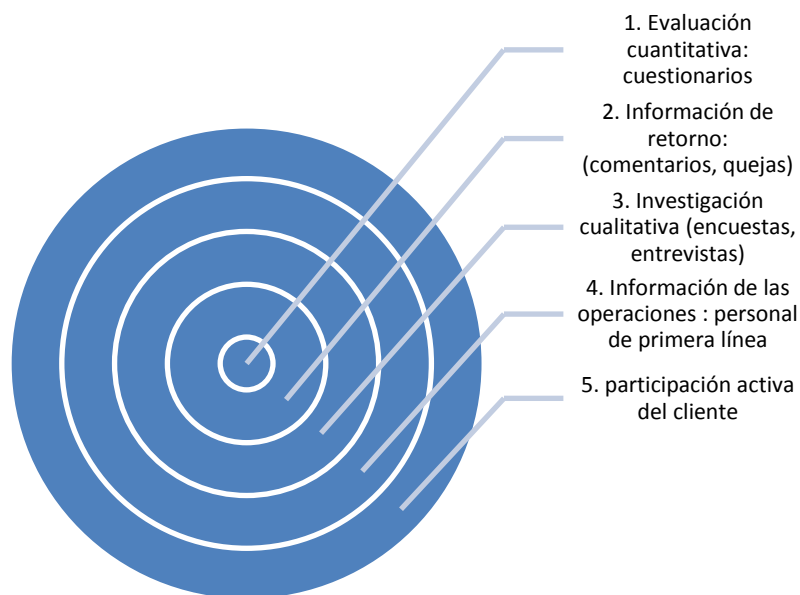 1. Evaluación
cuantitativa:
cuestionarios
2. Información de
retorno:
(comentarios, quejas)
3. Investigación
cualitativa (encuestas,
entrevistas)
4. Información de las
operaciones : personal
de primera línea
5. participación activa
del cliente